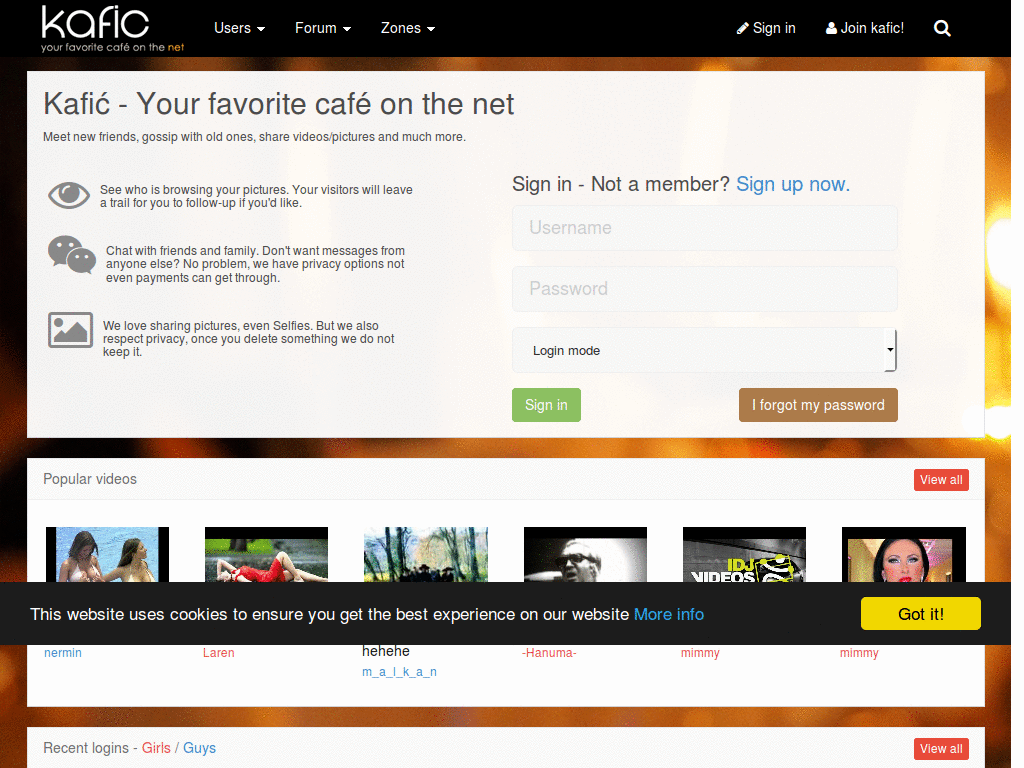 kafic
your favorite café on the net
Users
Forum
Zones
Sign in
Join kafic!
Kafić - Your favorite café on the net
Meet new friends, gossip with old ones, share videos/pictures and much more.
See who is browsing your pictures. Your visitors will leave
a trail for you to follow-up if you'd like.
Chat with friends and family. Don't want messages from
anyone else? No problem, we have privacy options not
even payments can get through.
We love sharing pictures, even Selfies. But we also
respect privacy, once you delete something we do not
keep it.
Sign in - Not a member? Sign up now.
Username
Password
Login mode
Sign in
I forgot my password
Popular videos
View all
IDJ
VIDEOS
This website uses cookies to ensure you get the best experience on our website More info
Got it!
nermin
Laren
hehehe
m_a_l_k_a_n
-Hanuma-
mimmy
mimmy
Recent logins - Girls / Guys
View all